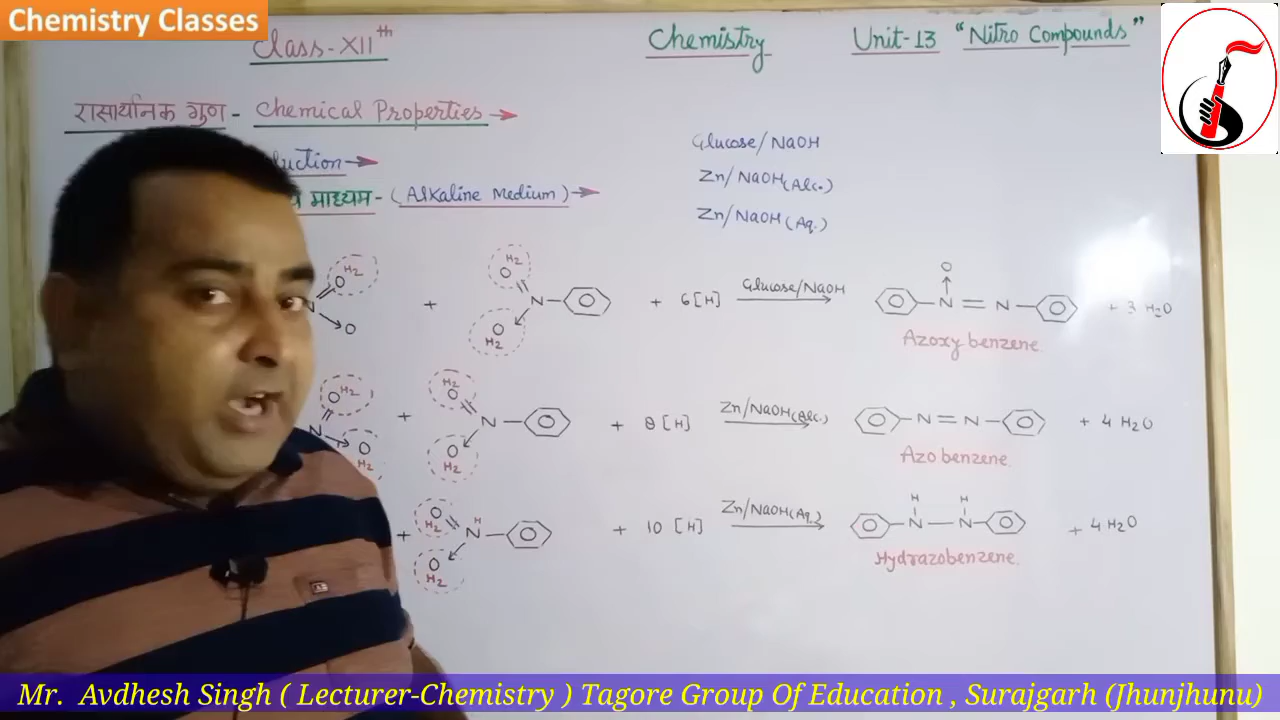 Chemistry Classes
Class-XIIth Chemistry Unit-13 "Nitro Compounds"
रासायनिक गुण - Chemical Properties →
uction →
माध्यम - (Alkaline Medium) →
Glucose/NaOH
Zn/NaOH(Alc.)
Zn/NaOH(Aq.)
N O H2 O + O H2 N O H2 + 6[H] Glucose/NaOH → O ↑ N = N + 3 H2O
Azoxy benzene.
N O H2 O H2 + H2 O N O H2 + 8[H] Zn/NaOH(Alc.) → N = N + 4 H2O
Azo benzene.
+ O H2 H N O H2 + 10 [H] Zn/NaOH(Aq.) → H N — H N + 4 H2O
Hydrazobenzene.
Mr. Avdhesh Singh ( Lecturer-Chemistry ) Tagore Group Of Education , Surajgarh (Jhunjhunu)